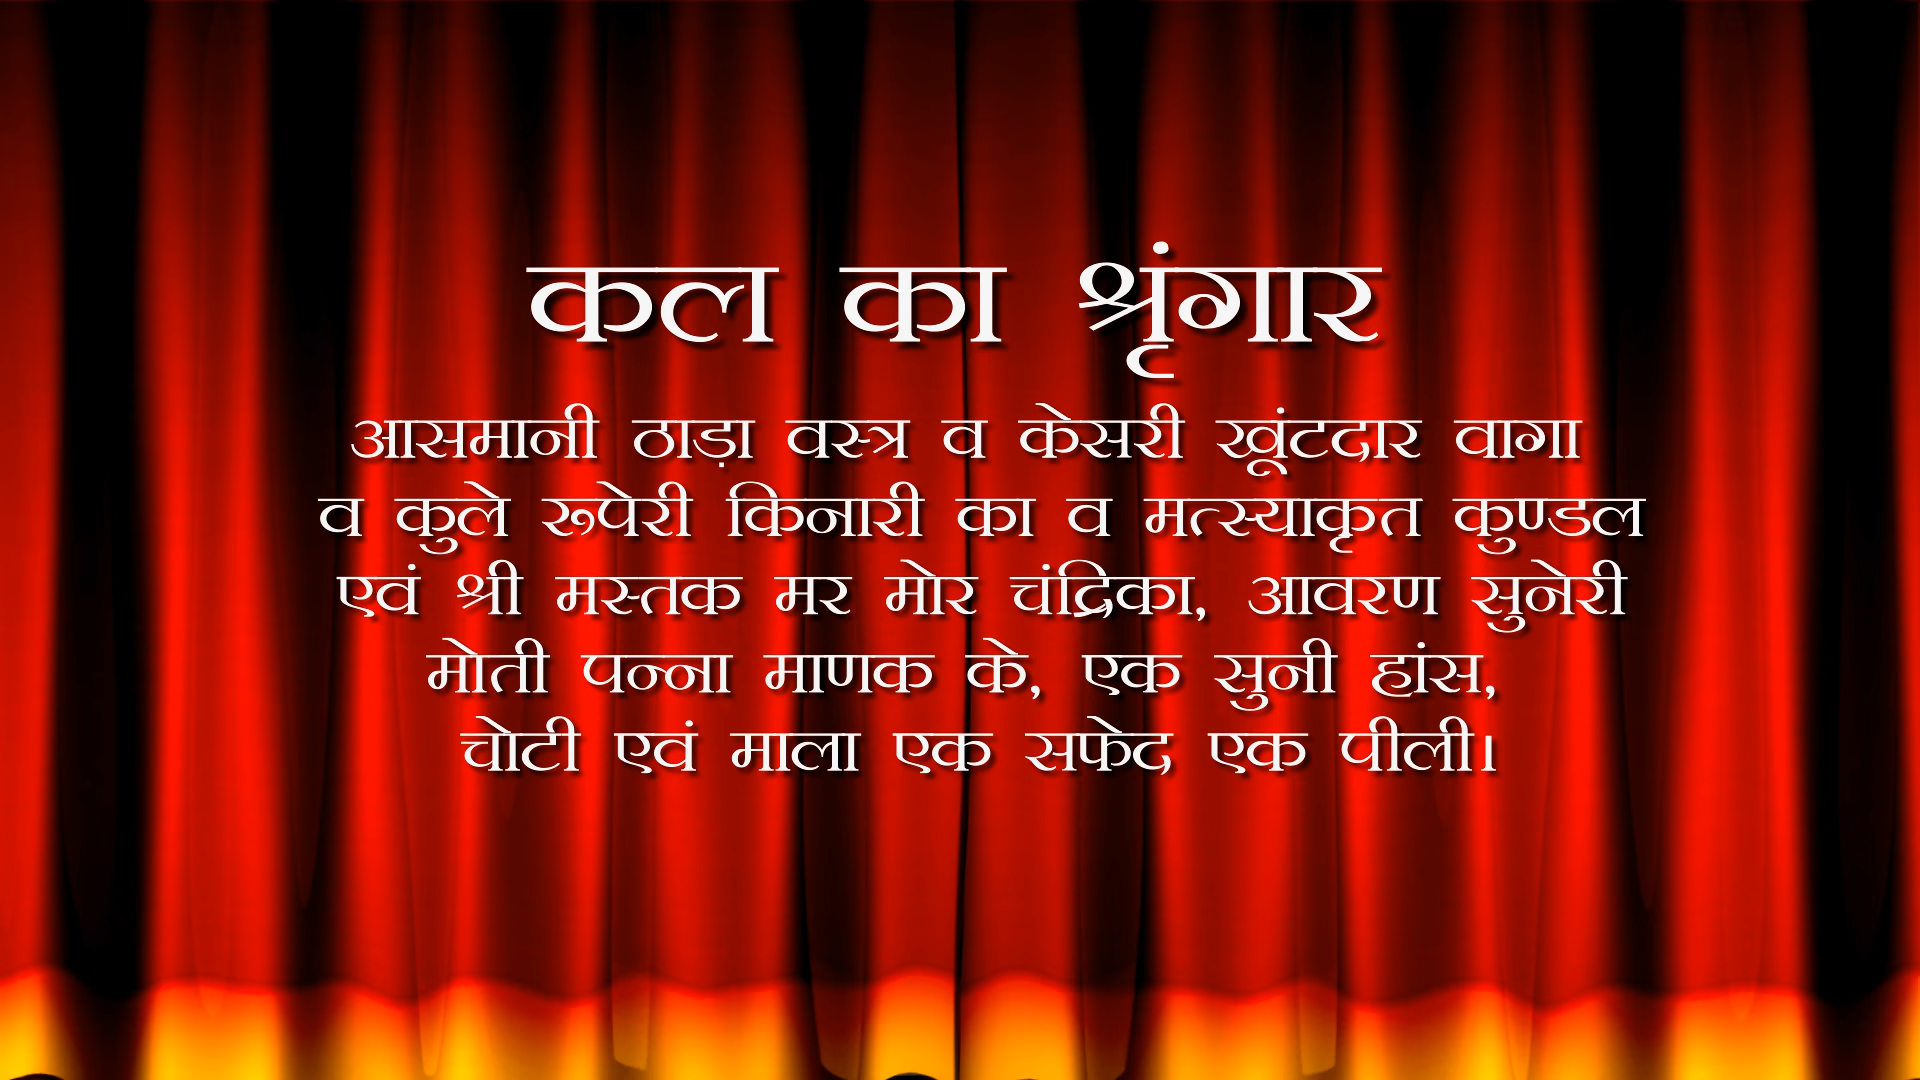 कल का श्रृंगार
आसमानी ठाड़ा वस्त्र व केसरी खूंटदार वागा
व कुले रूपेरी किनारी का व मत्स्याकृत कुण्डल
एवं श्री मस्तक मर मोर चंद्रिका, आवरण सुनेरी
मोती पन्ना माणक के, एक सुनी हांस,
चोटी एवं माला एक सफेद एक पीली।